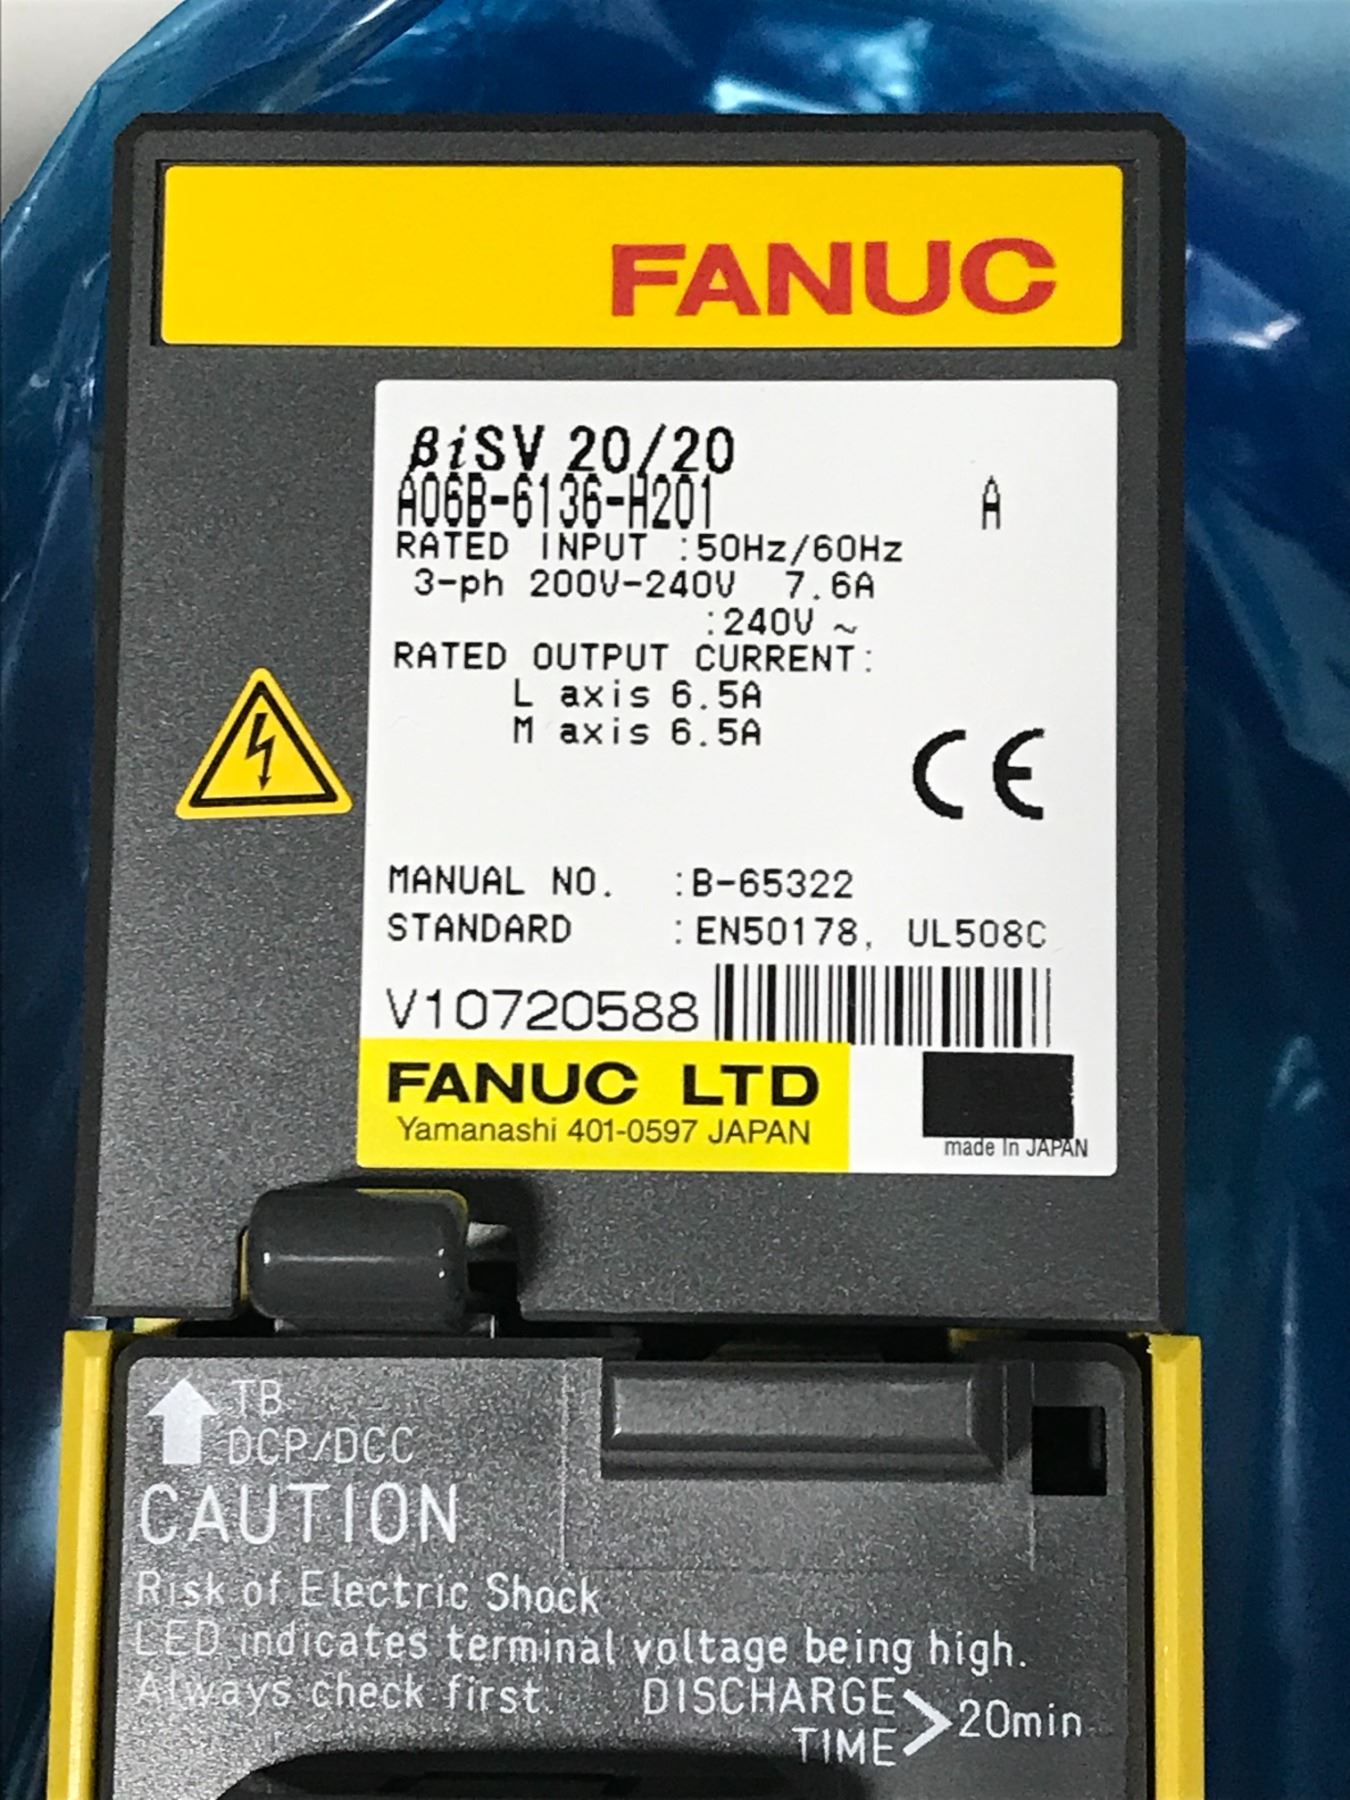 FANUC
βiSV 20/20
A06B-6136-H201 A
RATED INPUT :50Hz/60Hz
3-ph 200V-240V 7.6A
:240V ~
RATED OUTPUT CURRENT:
L axis 6.5A
M axis 6.5A
CE
MANUAL NO. :B-65322
STANDARD :EN50178, UL508C
V10720588
FANUC LTD
Yamanashi 401-0597 JAPAN
made In JAPAN
TB
DCP/DCC
CAUTION
Risk of Electric Shock
LED indicates terminal voltage being high.
Always check first. DISCHARGE
TIME > 20min